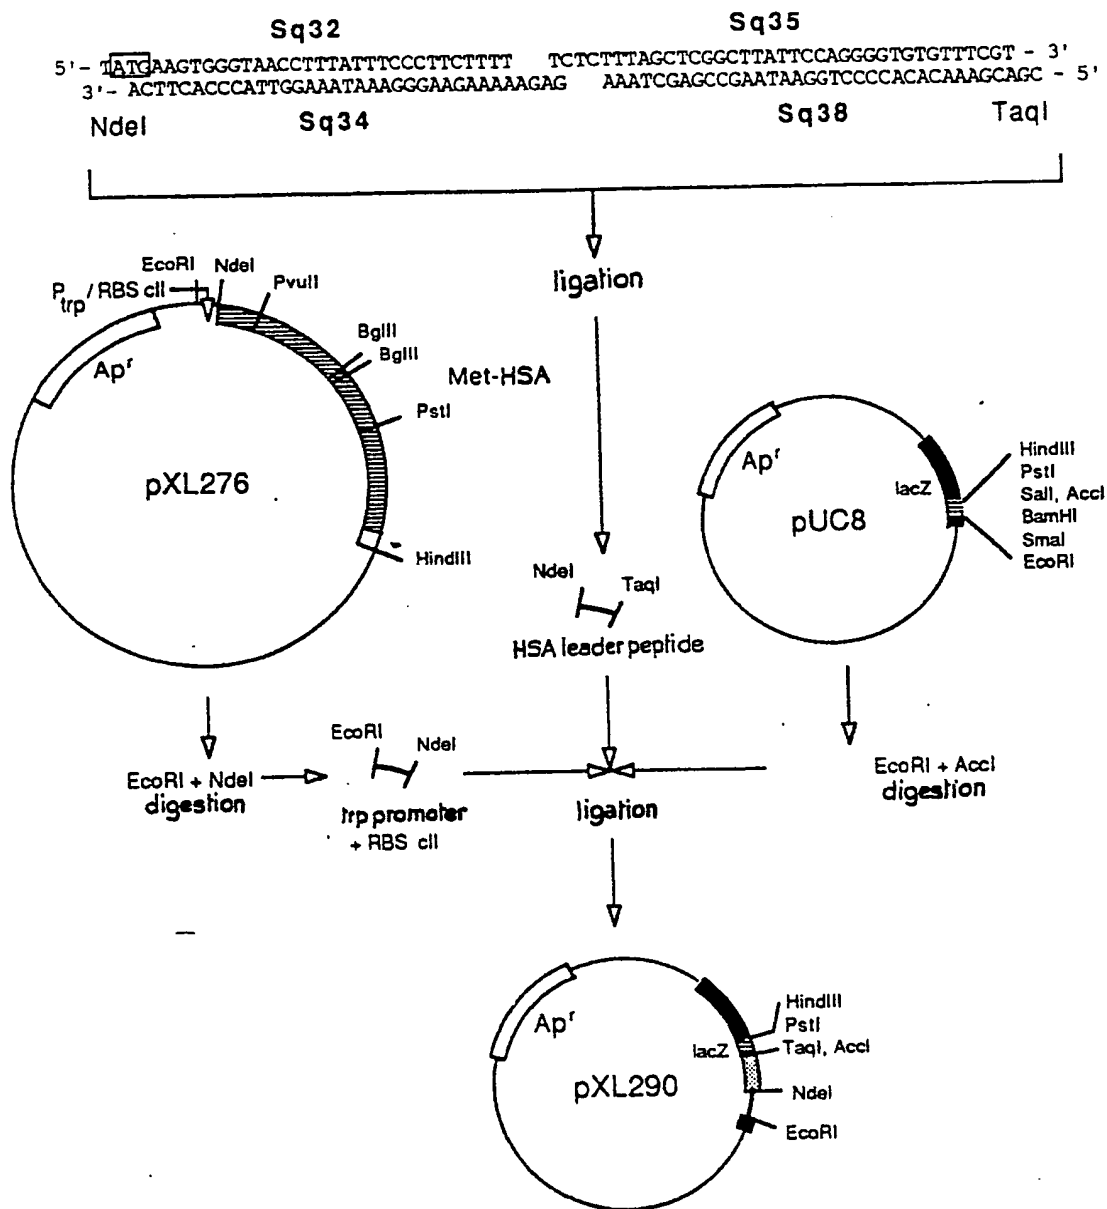 Sq32 Sq35
5'- TATGAAGTGGGTAACCTTTATTTCCCTTCTTTT TCTCTTTAGCTCGGCTTATTCCAGGGGTGTGTTTCGT - 3'
3'- ACTTCACCCATTGGAAATAAAGGGAAGAAAAAGAG AAATCGAGCCGAATAAGGTCCCCACACAAAGCAGC - 5'
NdeI Sq34 Sq38 TaqI
ligation
EcoRI NdeI
Ptrp/RBS cII PvuII
BglII
BglII
Apr Met-HSA
PstI
pXL276
HindIII
Apr
lacZ
pUC8
HindIII
PstI
SalI, AccI
BamHI
SmaI
EcoRI
NdeI TaqI
HSA leader peptide
EcoRI + NdeI
digestion
EcoRI NdeI
trp promoter
+ RBS cII
ligation
EcoRI + AccI
digestion
Apr
lacZ
pXL290
HindIII
PstI
TaqI, AccI
NdeI
EcoRI